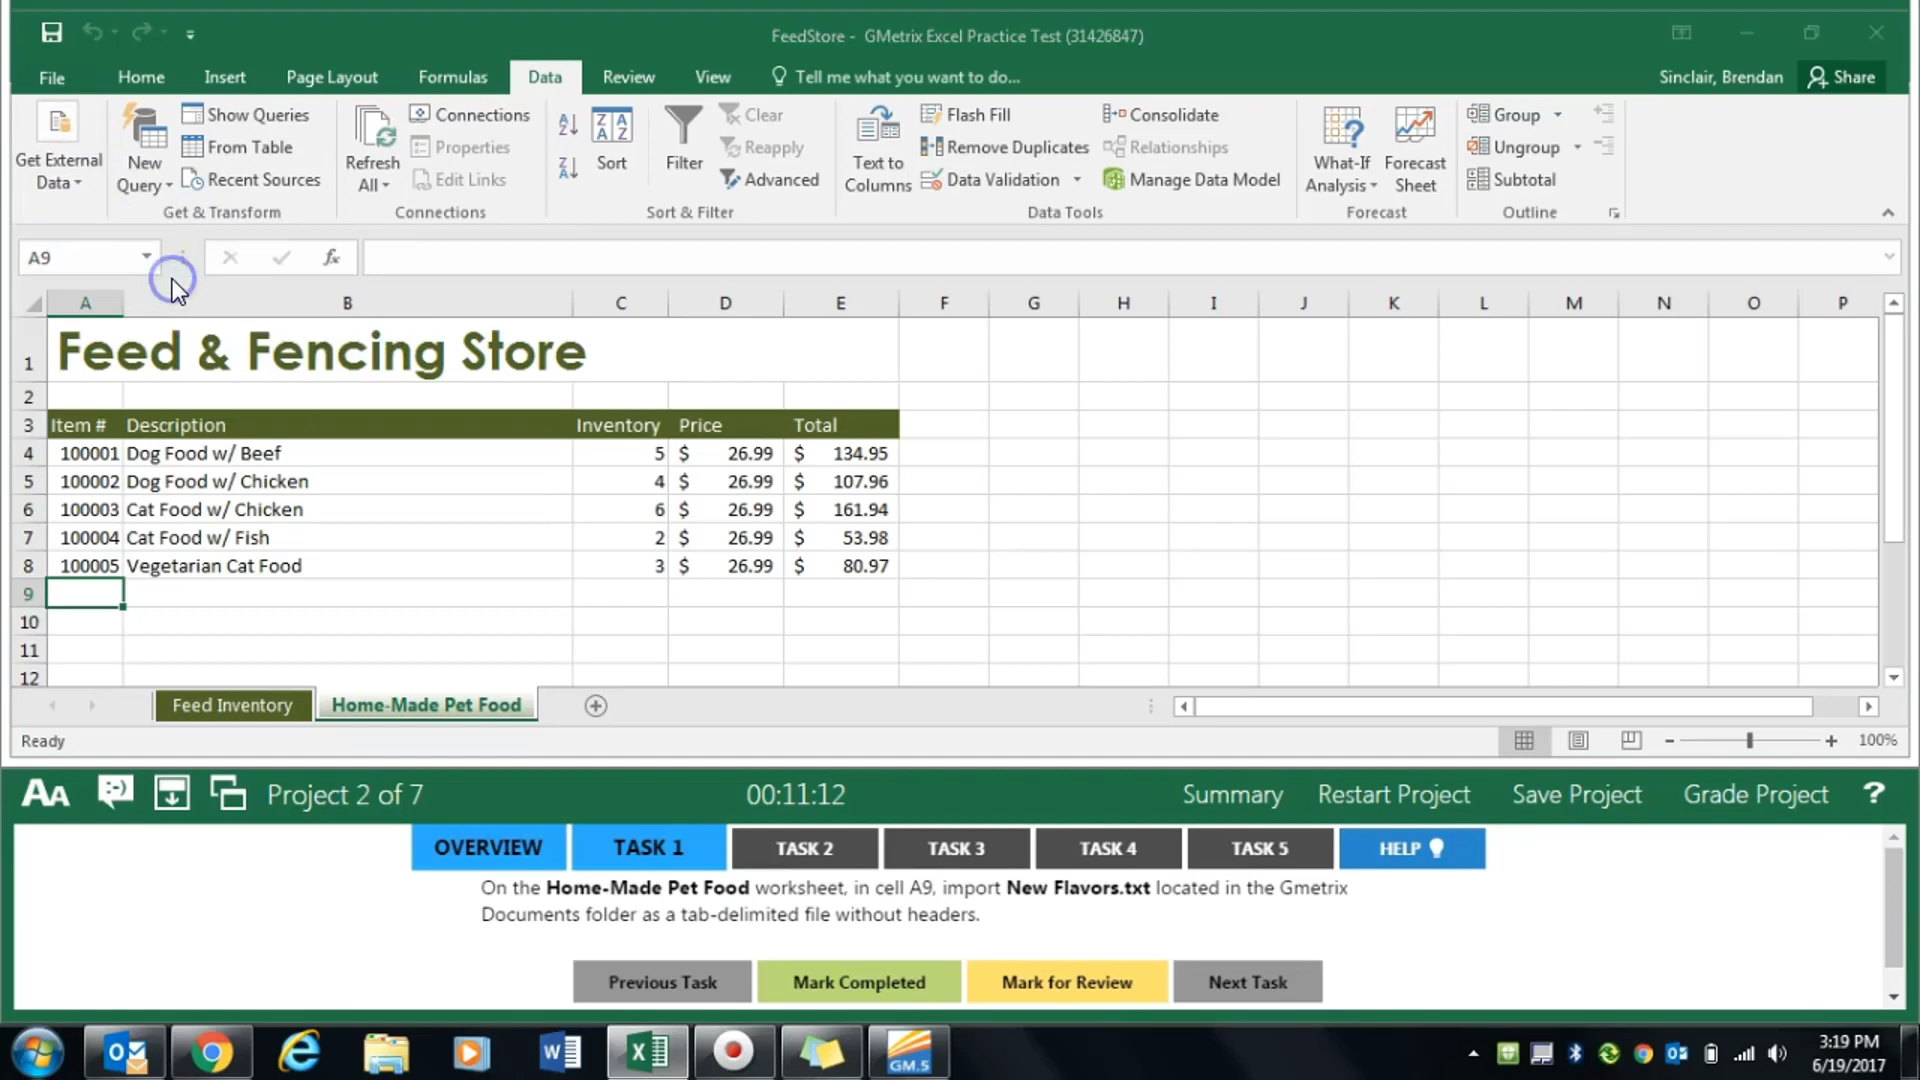 FeedStore - GMetrix Excel Practice Test (31426847)
File Home Insert Page Layout Formulas Data Review View Tell me what you want to do... Sinclair, Brendan Share
Get External Data
New Query
Show Queries
From Table
Recent Sources
Get & Transform
Refresh All
Connections
Properties
Edit Links
Connections
Sort
Filter
Clear
Reapply
Advanced
Sort & Filter
Text to Columns
Flash Fill
Remove Duplicates
Data Validation
Consolidate
Relationships
Manage Data Model
Data Tools
What-If Analysis
Forecast Sheet
Forecast
Group
Ungroup
Subtotal
Outline
A9 fx
A B C D E F G H I J K L M N O P
1 Feed & Fencing Store
2
3 Item # Description Inventory Price Total
4 100001 Dog Food w/ Beef 5 $ 26.99 $ 134.95
5 100002 Dog Food w/ Chicken 4 $ 26.99 $ 107.96
6 100003 Cat Food w/ Chicken 6 $ 26.99 $ 161.94
7 100004 Cat Food w/ Fish 2 $ 26.99 $ 53.98
8 100005 Vegetarian Cat Food 3 $ 26.99 $ 80.97
9
10
11
12
Feed Inventory Home-Made Pet Food
Ready 100%
AA Project 2 of 7 00:11:12 Summary Restart Project Save Project Grade Project ?
OVERVIEW TASK 1 TASK 2 TASK 3 TASK 4 TASK 5 HELP
On the Home-Made Pet Food worksheet, in cell A9, import New Flavors.txt located in the Gmetrix
Documents folder as a tab-delimited file without headers.
Previous Task Mark Completed Mark for Review Next Task
GM.5
3:19 PM
6/19/2017